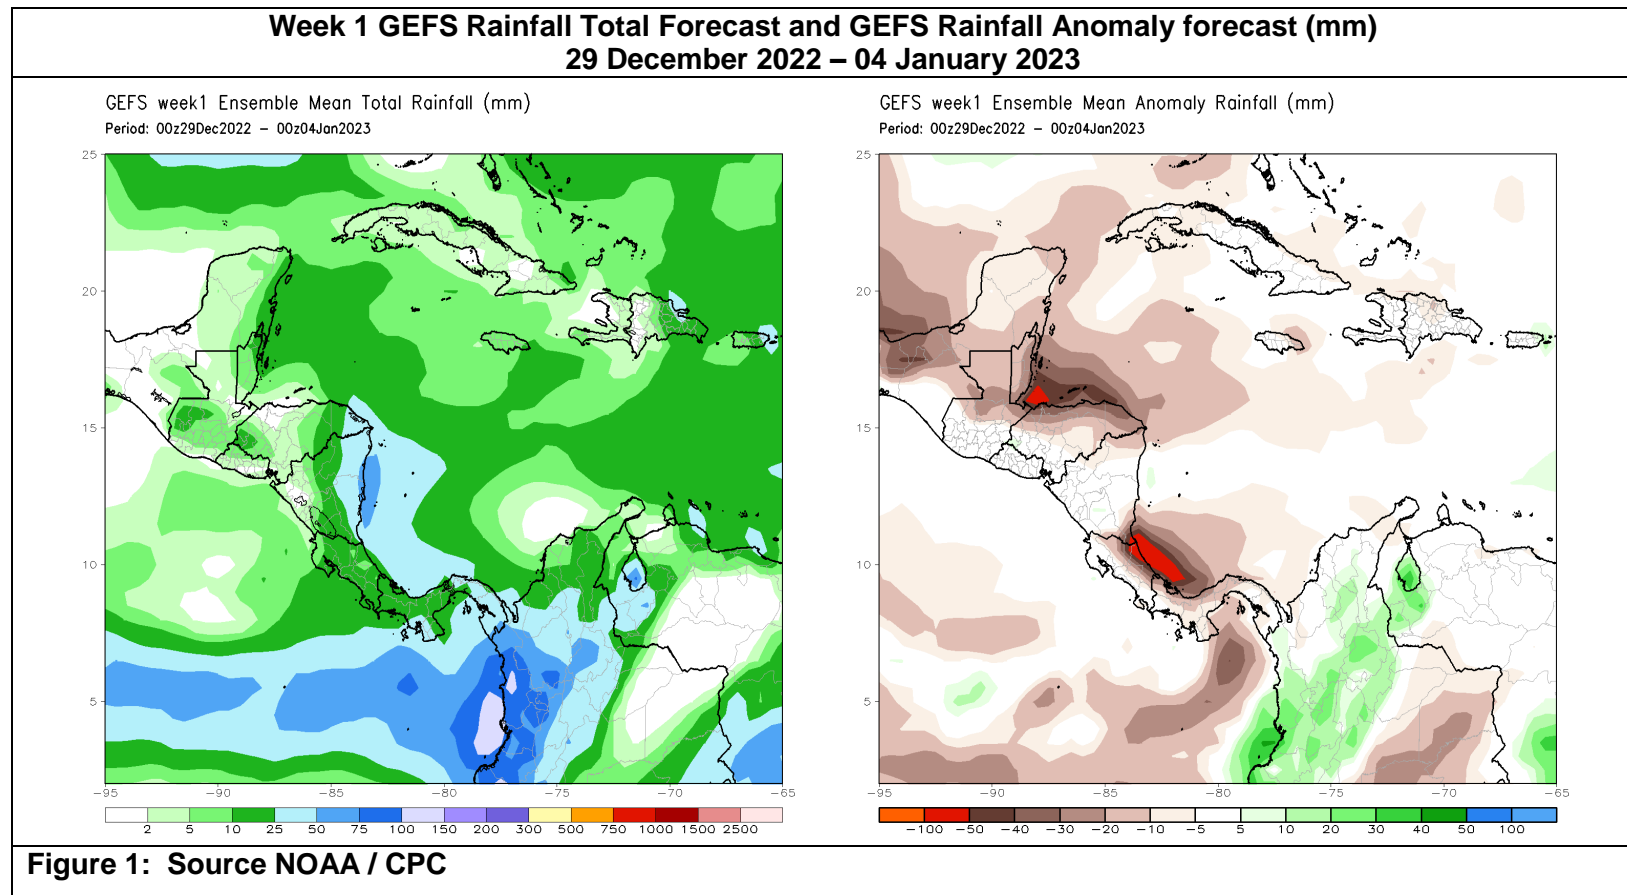 Week 1 GEFS Rainfall Total Forecast and GEFS Rainfall Anomaly forecast (mm)
29 December 2022 – 04 January 2023
GEFS week1 Ensemble Mean Total Rainfall (mm)
Period: 00z29Dec2022 – 00z04Jan2023
25
20
15
10
5
−95 −90 −85 −80 −75 −70 −65
2 5 10 25 50 75 100 150 200 300 500 750 1000 1500 2500
GEFS week1 Ensemble Mean Anomaly Rainfall (mm)
Period: 00z29Dec2022 – 00z04Jan2023
25
20
15
10
5
−95 −90 −85 −80 −75 −70 −65
−100 −50 −40 −30 −20 −10 −5 5 10 20 30 40 50 100
Figure 1: Source NOAA / CPC